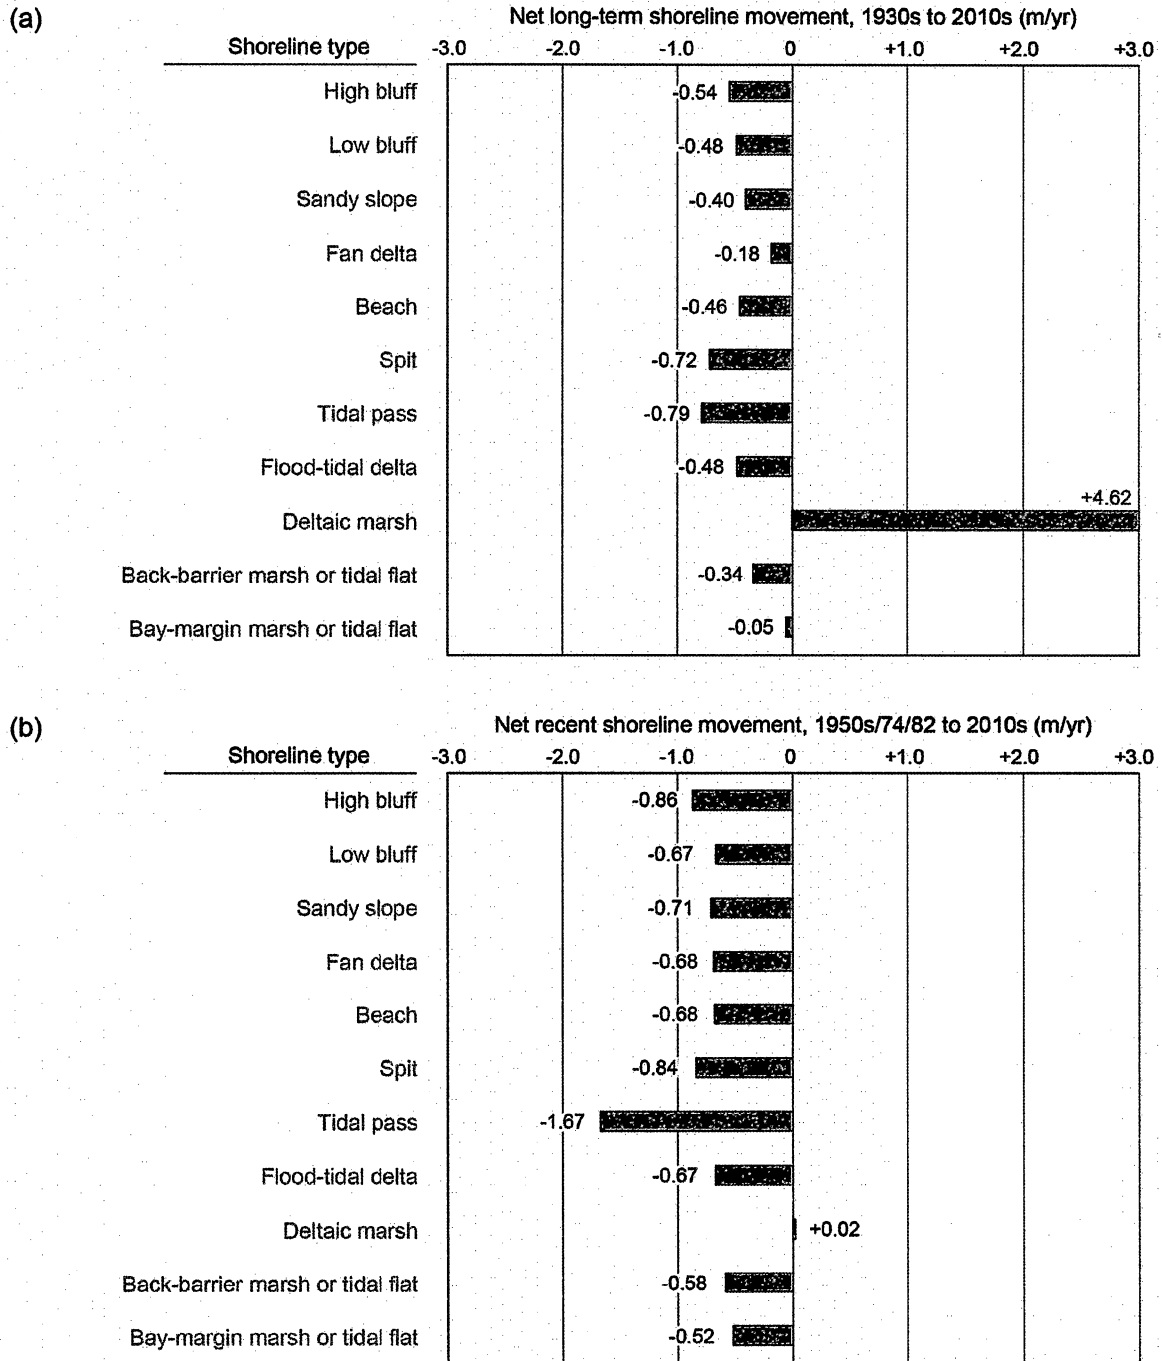 (a)
Net long-term shoreline movement, 1930s to 2010s (m/yr)
Shoreline type -3.0 -2.0 -1.0 0 +1.0 +2.0 +3.0
High bluff -0.54
Low bluff -0.48
Sandy slope -0.40
Fan delta -0.18
Beach -0.46
Spit -0.72
Tidal pass -0.79
Flood-tidal delta -0.48
+4.62
Deltaic marsh
Back-barrier marsh or tidal flat -0.34
Bay-margin marsh or tidal flat -0.05
(b)
Net recent shoreline movement, 1950s/74/82 to 2010s (m/yr)
Shoreline type -3.0 -2.0 -1.0 0 +1.0 +2.0 +3.0
High bluff -0.86
Low bluff -0.67
Sandy slope -0.71
Fan delta -0.68
Beach -0.68
Spit -0.84
Tidal pass -1.67
Flood-tidal delta -0.67
Deltaic marsh +0.02
Back-barrier marsh or tidal flat -0.58
Bay-margin marsh or tidal flat -0.52